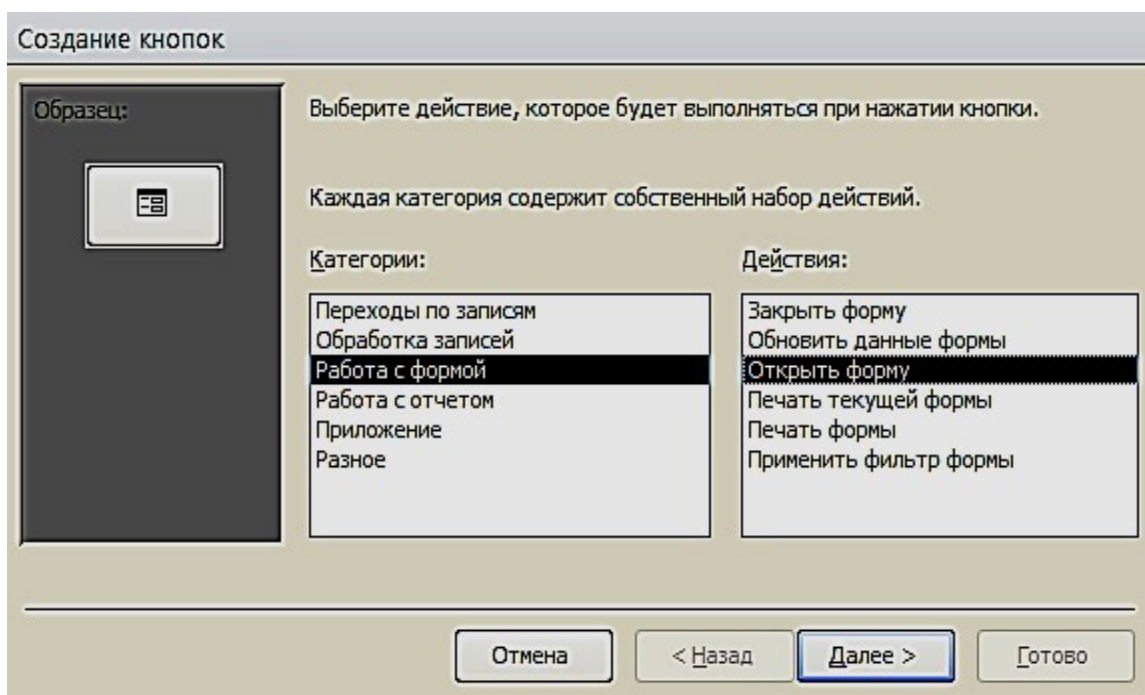 Создание кнопок
Образец:
Выберите действие, которое будет выполняться при нажатии кнопки.
Каждая категория содержит собственный набор действий.
Категории:
Переходы по записям
Обработка записей
Работа с формой
Работа с отчетом
Приложение
Разное
Действия:
Закрыть форму
Обновить данные формы
Открыть форму
Печать текущей формы
Печать формы
Применить фильтр формы
Отмена
< Назад
Далее >
Готово